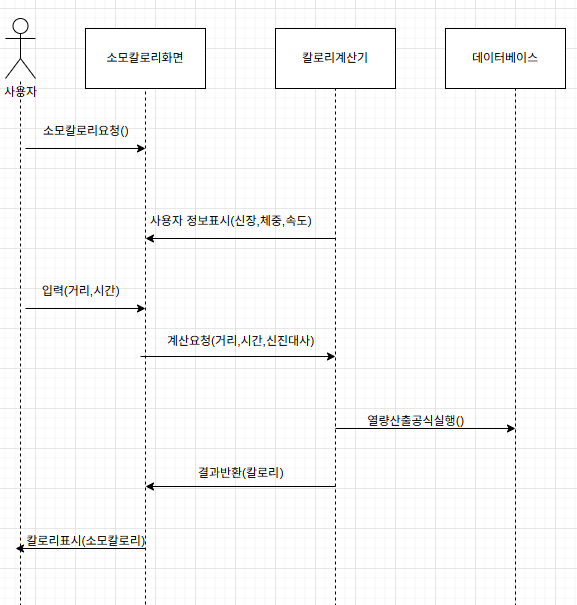 소모칼로리화면
칼로리계산기
데이터베이스
사용자
소모칼로리요청()
사용자 정보표시(신장,체중,속도)
입력(거리,시간)
계산요청(거리,시간,신진대사)
열량산출공식실행()
결과반환(칼로리)
칼로리표시(소모칼로리)